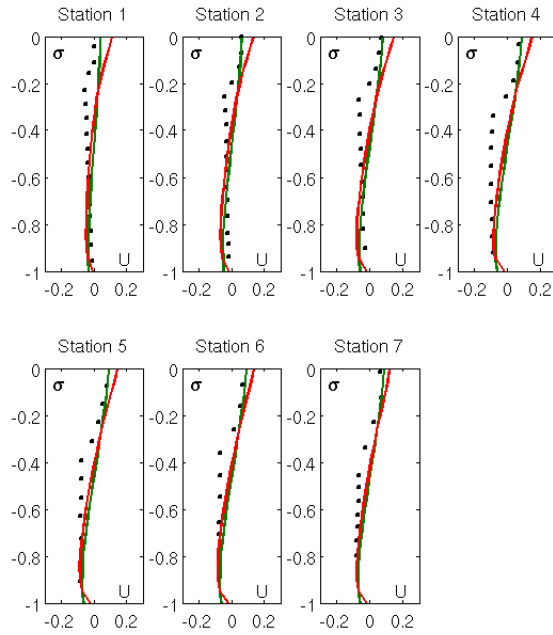 Station 1 Station 2 Station 3 Station 4
0 0 0 0
σ σ σ σ
-0.2 -0.2 -0.2 -0.2
-0.4 -0.4 -0.4 -0.4
-0.6 -0.6 -0.6 -0.6
-0.8 -0.8 -0.8 -0.8
U U U U
-1 -1 -1 -1
-0.2 0 0.2 -0.2 0 0.2 -0.2 0 0.2 -0.2 0 0.2
Station 5 Station 6 Station 7
0 0 0
σ σ σ
-0.2 -0.2 -0.2
-0.4 -0.4 -0.4
-0.6 -0.6 -0.6
-0.8 -0.8 -0.8
U U U
-1 -1 -1
-0.2 0 0.2 -0.2 0 0.2 -0.2 0 0.2